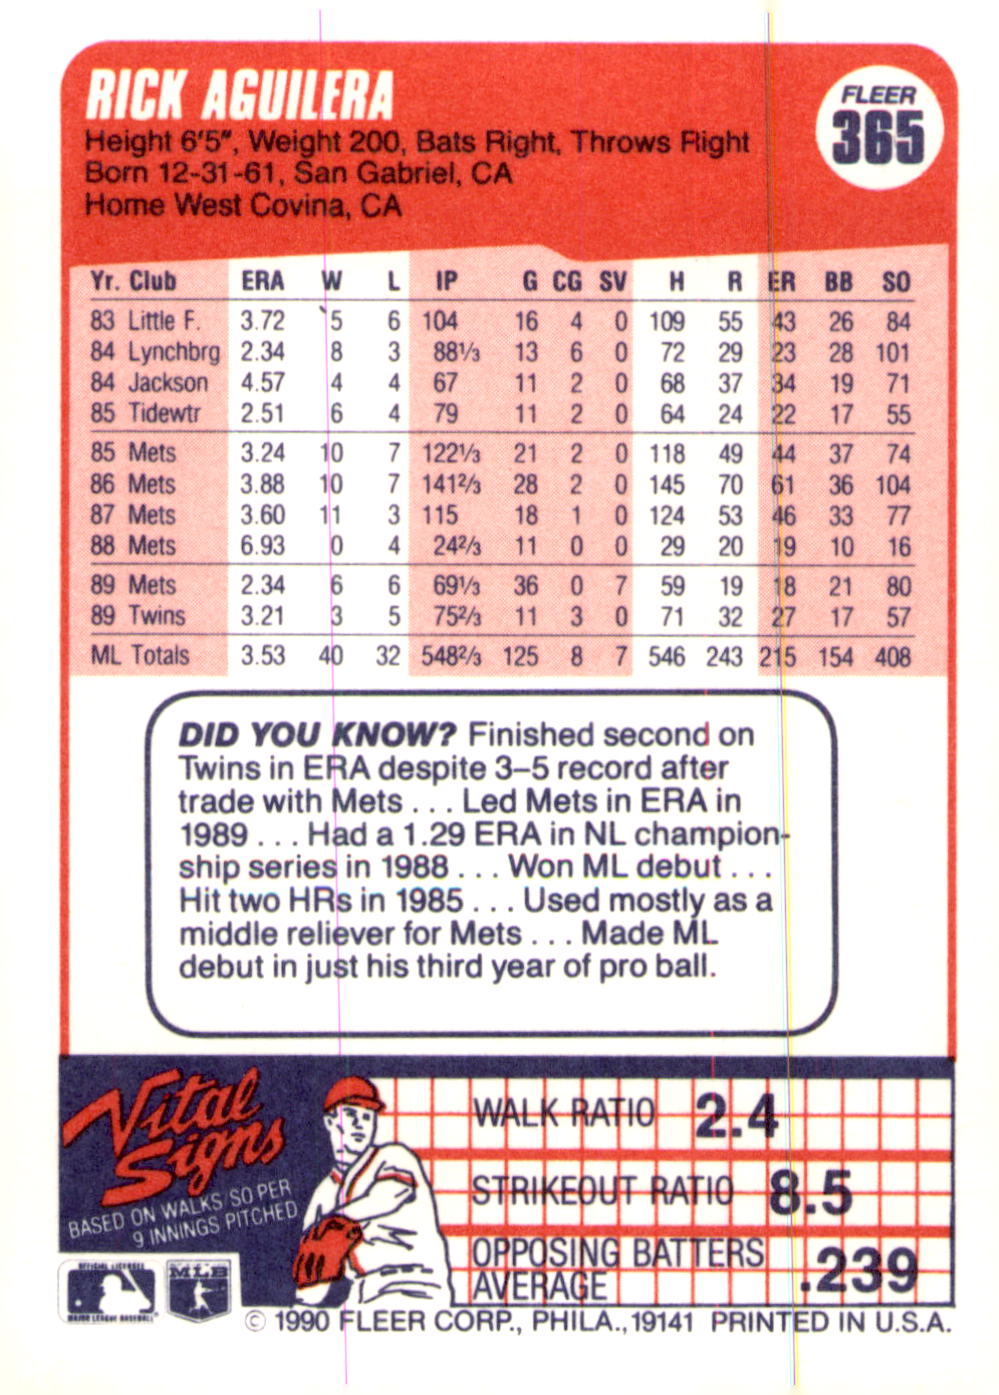 RICK AGUILERA
FLEER
365
Height 6'5", Weight 200, Bats Right, Throws Right
Born 12-31-61, San Gabriel, CA
Home West Covina, CA
Yr. Club ERA W L IP G CG SV H R ER BB SO
83 Little F. 3.72 5 6 104 16 4 0 109 55 43 26 84
84 Lynchbrg 2.34 8 3 88⅓ 13 6 0 72 29 23 28 101
84 Jackson 4.57 4 4 67 11 2 0 68 37 34 19 71
85 Tidewtr 2.51 6 4 79 11 2 0 64 24 22 17 55
85 Mets 3.24 10 7 122⅓ 21 2 0 118 49 44 37 74
86 Mets 3.88 10 7 141⅔ 28 2 0 145 70 61 36 104
87 Mets 3.60 11 3 115 18 1 0 124 53 46 33 77
88 Mets 6.93 0 4 24⅔ 11 0 0 29 20 19 10 16
89 Mets 2.34 6 6 69⅓ 36 0 7 59 19 18 21 80
89 Twins 3.21 3 5 75⅔ 11 3 0 71 32 27 17 57
ML Totals 3.53 40 32 548⅔ 125 8 7 546 243 215 154 408
DID YOU KNOW? Finished second on
Twins in ERA despite 3–5 record after
trade with Mets . . . Led Mets in ERA in
1989 . . . Had a 1.29 ERA in NL champion-
ship series in 1988 . . . Won ML debut . . .
Hit two HRs in 1985 . . . Used mostly as a
middle reliever for Mets . . . Made ML
debut in just his third year of pro ball.
Vital
Signs
BASED ON WALKS/SO PER
9 INNINGS PITCHED
WALK RATIO 2.4
STRIKEOUT RATIO 8.5
OPPOSING BATTERS
AVERAGE .239
OFFICIAL LICENSEE
MAJOR LEAGUE BASEBALL
MLB
© 1990 FLEER CORP., PHILA., 19141 PRINTED IN U.S.A.